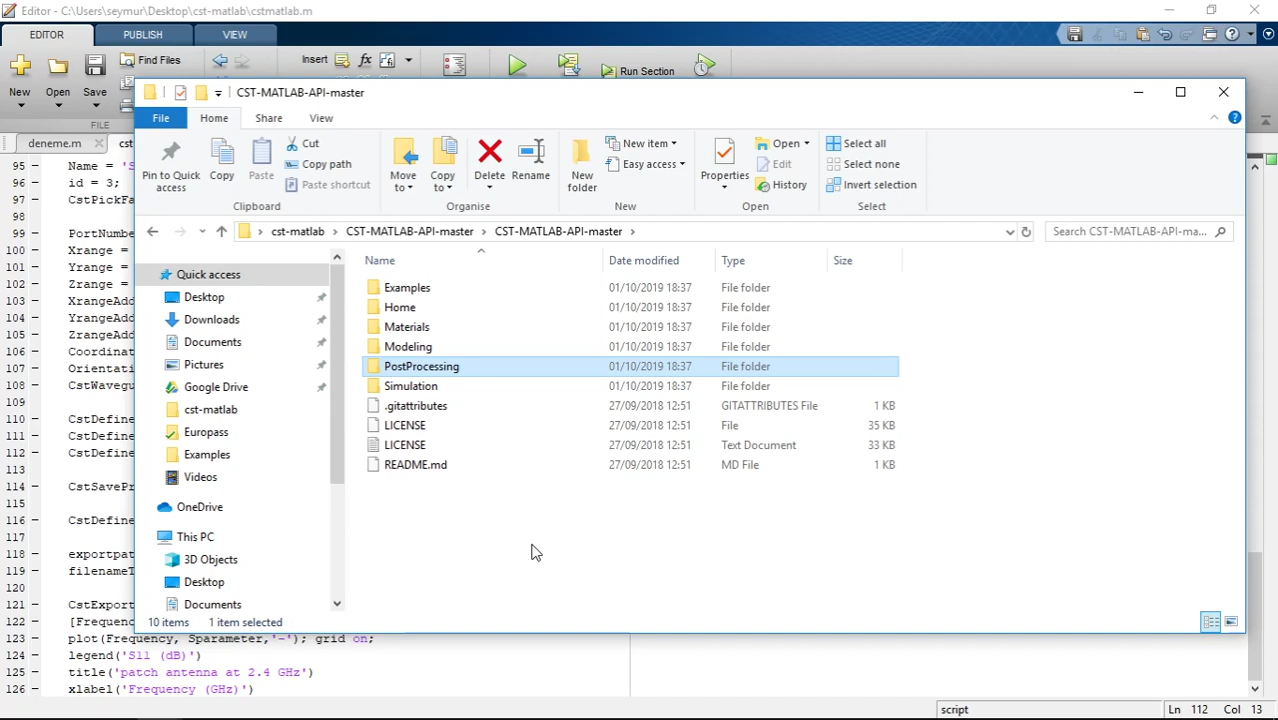 Editor - C:\Users\seymur\Desktop\cst-matlab\cstmatlab.m
EDITOR
PUBLISH
VIEW
New
Open
Save
Find Files
Insert
Run Section
FILE
deneme.m
cst
CST-MATLAB-API-master
File
Home
Share
View
Pin to Quick access
Copy
Paste
Cut
Copy path
Paste shortcut
Clipboard
Move to
Copy to
Delete
Rename
Organise
New folder
New item
Easy access
New
Properties
Open
Edit
History
Open
Select all
Select none
Invert selection
Select
cst-matlab > CST-MATLAB-API-master > CST-MATLAB-API-master >
Search CST-MATLAB-API-ma...
Quick access
Desktop
Downloads
Documents
Pictures
Google Drive
cst-matlab
Europass
Examples
Videos
OneDrive
This PC
3D Objects
Desktop
Documents
Name Date modified Type Size
Examples 01/10/2019 18:37 File folder
Home 01/10/2019 18:37 File folder
Materials 01/10/2019 18:37 File folder
Modeling 01/10/2019 18:37 File folder
PostProcessing 01/10/2019 18:37 File folder
Simulation 01/10/2019 18:37 File folder
.gitattributes 27/09/2018 12:51 GITATTRIBUTES File 1 KB
LICENSE 27/09/2018 12:51 File 35 KB
LICENSE 27/09/2018 12:51 Text Document 33 KB
README.md 27/09/2018 12:51 MD File 1 KB
10 items 1 item selected
95 - Name = 'S
96 - id = 3;
97 - CstPickFa
98
99 - PortNumbe
100 - Xrange =
101 - Yrange =
102 - Zrange =
103 - XrangeAdd
104 - YrangeAdd
105 - ZrangeAdd
106 - Coordinat
107 - Orientati
108 - CstWavegu
109
110 - CstDefine
111 - CstDefine
112 - CstDefine
113
114 - CstSavePr
115
116 - CstDefine
117
118 - exportpat
119 - filenameT
120
121 - CstExport
122 - [Frequenc
123 - plot(Frequency, Sparameter,'-'); grid on;
124 - legend('S11 (dB)')
125 - title('patch antenna at 2.4 GHz')
126 - xlabel('Frequency (GHz)')
script
Ln 112 Col 13